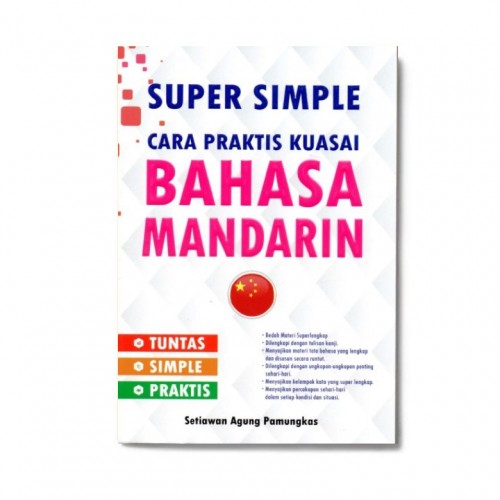 SUPER SIMPLE
CARA PRAKTIS KUASAI
BAHASA
MANDARIN
TUNTAS
SIMPLE
PRAKTIS
• Bedah Materi Superlengkap
• Dilengkapi dengan tulisan kanji.
• Menyajikan materi tata bahasa yang lengkap
dan disusun secara runtut.
• Dilengkapi dengan ungkapan-ungkapan penting
sehari-hari.
• Menyajikan kelompok kata yang super lengkap.
• Menyajikan percakapan sehari-hari
dalam setiap kondisi dan situasi.
Setiawan Agung Pamungkas